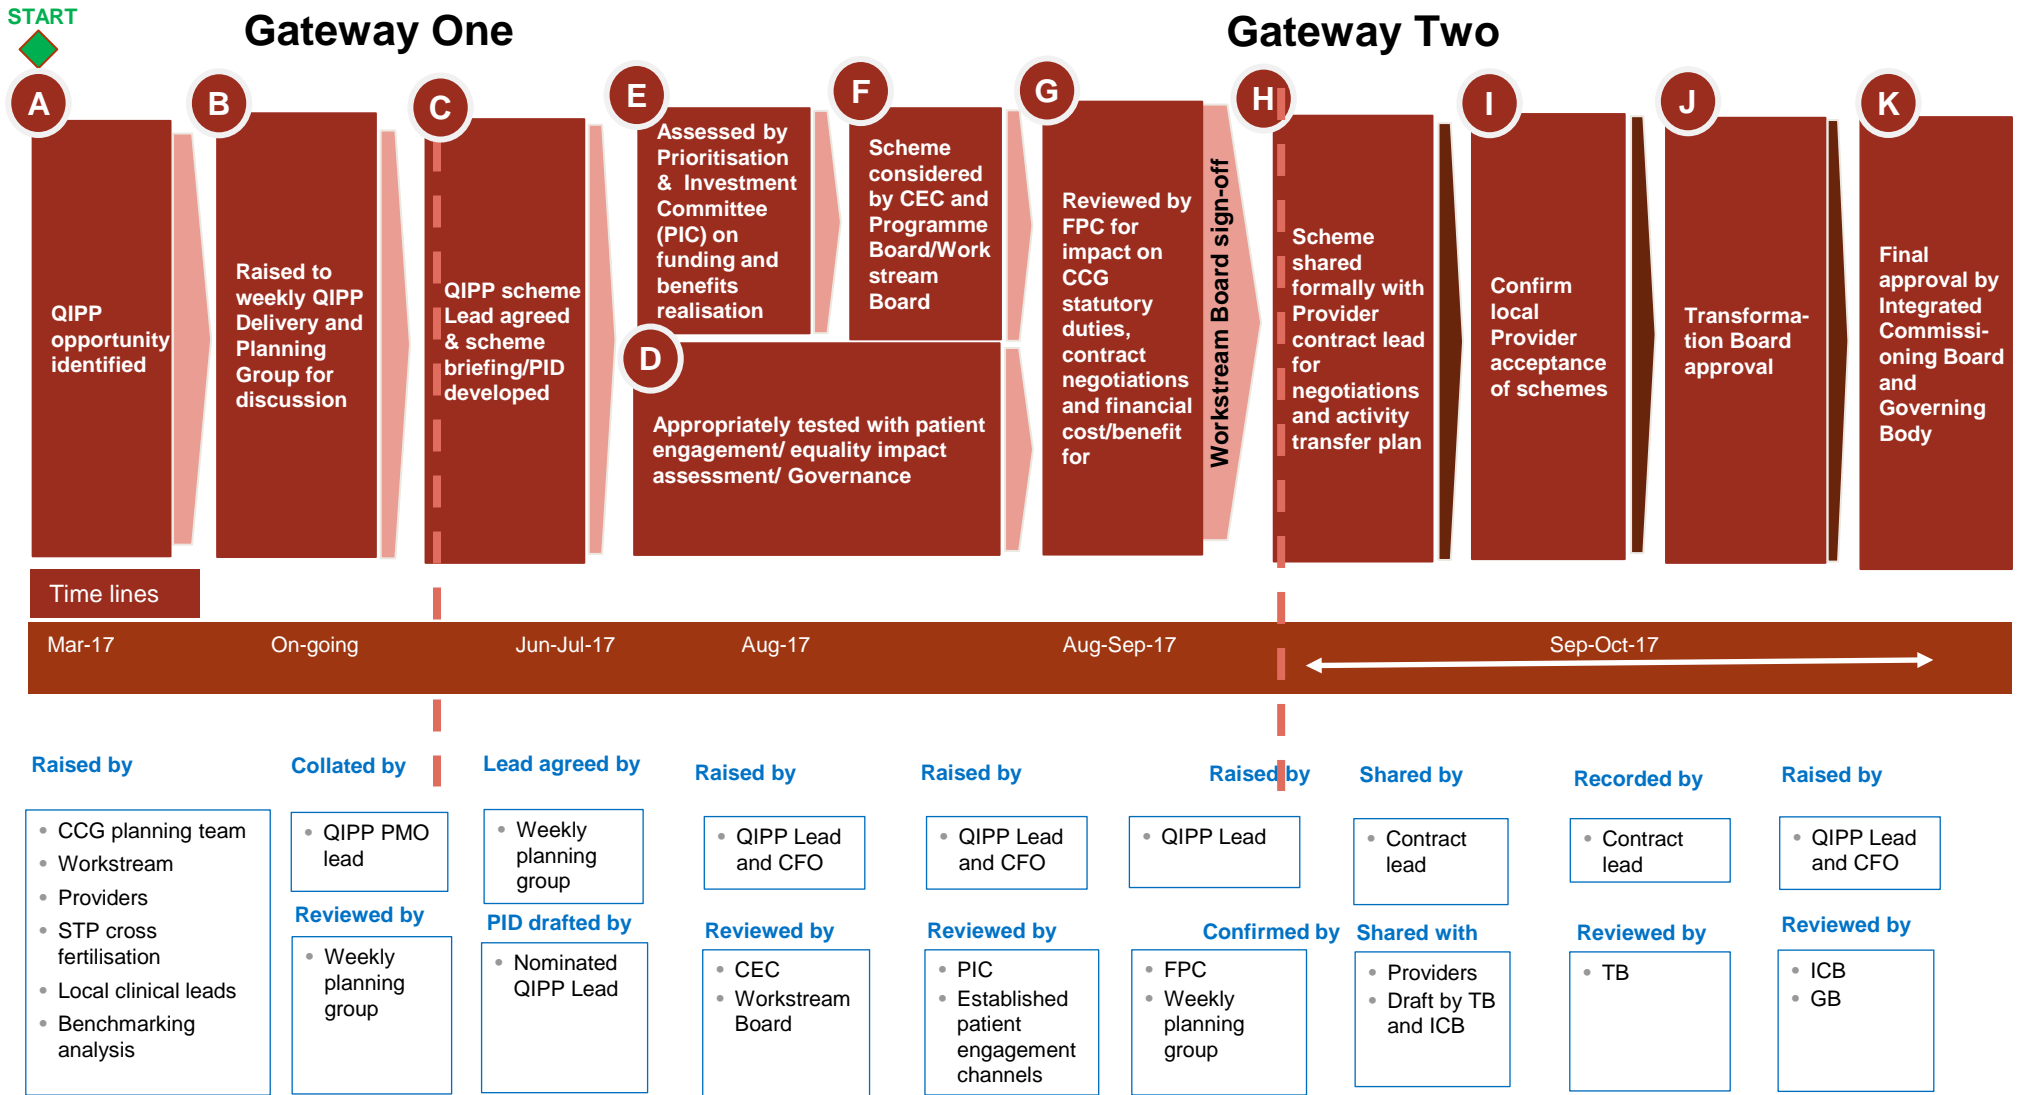 START
Gateway One
Gateway Two
A
QIPP
opportunity
identified
B
Raised to
weekly QIPP
Delivery and
Planning
Group for
discussion
C
QIPP scheme
Lead agreed
& scheme
briefing/PID
developed
E
Assessed by
Prioritisation
& Investment
Committee
(PIC) on
funding and
benefits
realisation
F
Scheme
considered
by CEC and
Programme
Board/Work
stream
Board
D
Appropriately tested with patient
engagement/ equality impact
assessment/ Governance
G
Reviewed by
FPC for
impact on
CCG
statutory
duties,
contract
negotiations
and financial
cost/benefit
for
Workstream Board sign-off
H
Scheme
shared
formally with
Provider
contract lead
for
negotiations
and activity
transfer plan
I
Confirm
local
Provider
acceptance
of schemes
J
Transforma-
tion Board
approval
K
Final
approval by
Integrated
Commissi-
oning Board
and
Governing
Body
Time lines
Mar-17
On-going
Jun-Jul-17
Aug-17
Aug-Sep-17
Sep-Oct-17
Raised by
• CCG planning team
• Workstream
• Providers
• STP cross
fertilisation
• Local clinical leads
• Benchmarking
analysis
Collated by
• QIPP PMO
lead
Reviewed by
• Weekly
planning
group
Lead agreed by
• Weekly
planning
group
PID drafted by
• Nominated
QIPP Lead
Raised by
• QIPP Lead
and CFO
Reviewed by
• CEC
• Workstream
Board
Raised by
• QIPP Lead
and CFO
Reviewed by
• PIC
• Established
patient
engagement
channels
Raised by
• QIPP Lead
Confirmed by
• FPC
• Weekly
planning
group
Shared by
• Contract
lead
Shared with
• Providers
• Draft by TB
and ICB
Recorded by
• Contract
lead
Reviewed by
• TB
Raised by
• QIPP Lead
and CFO
Reviewed by
• ICB
• GB